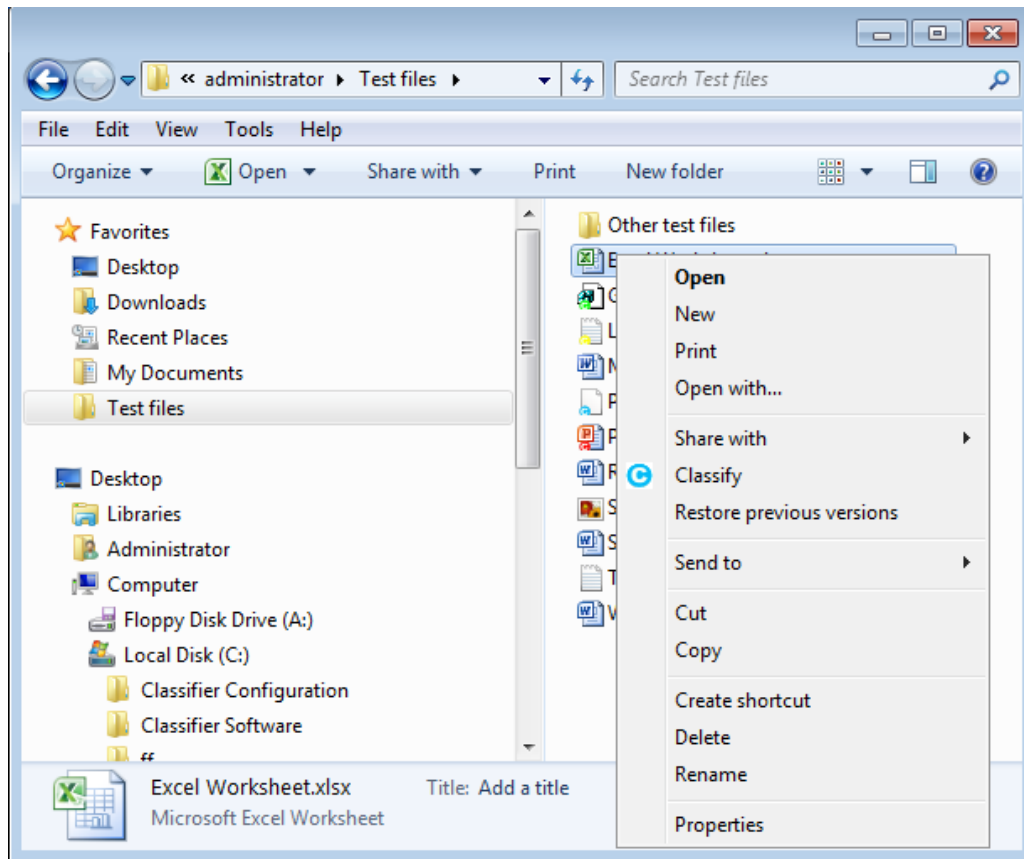 « administrator Test files
Search Test files
File Edit View Tools Help
Organize Open Share with Print New folder
Favorites
Desktop
Downloads
Recent Places
My Documents
Test files
Desktop
Libraries
Administrator
Computer
Floppy Disk Drive (A:)
Local Disk (C:)
Classifier Configuration
Classifier Software
ff
Other test files
Open
New
Print
Open with...
Share with
Classify
Restore previous versions
Send to
Cut
Copy
Create shortcut
Delete
Rename
Properties
Excel Worksheet.xlsx Title: Add a title
Microsoft Excel Worksheet